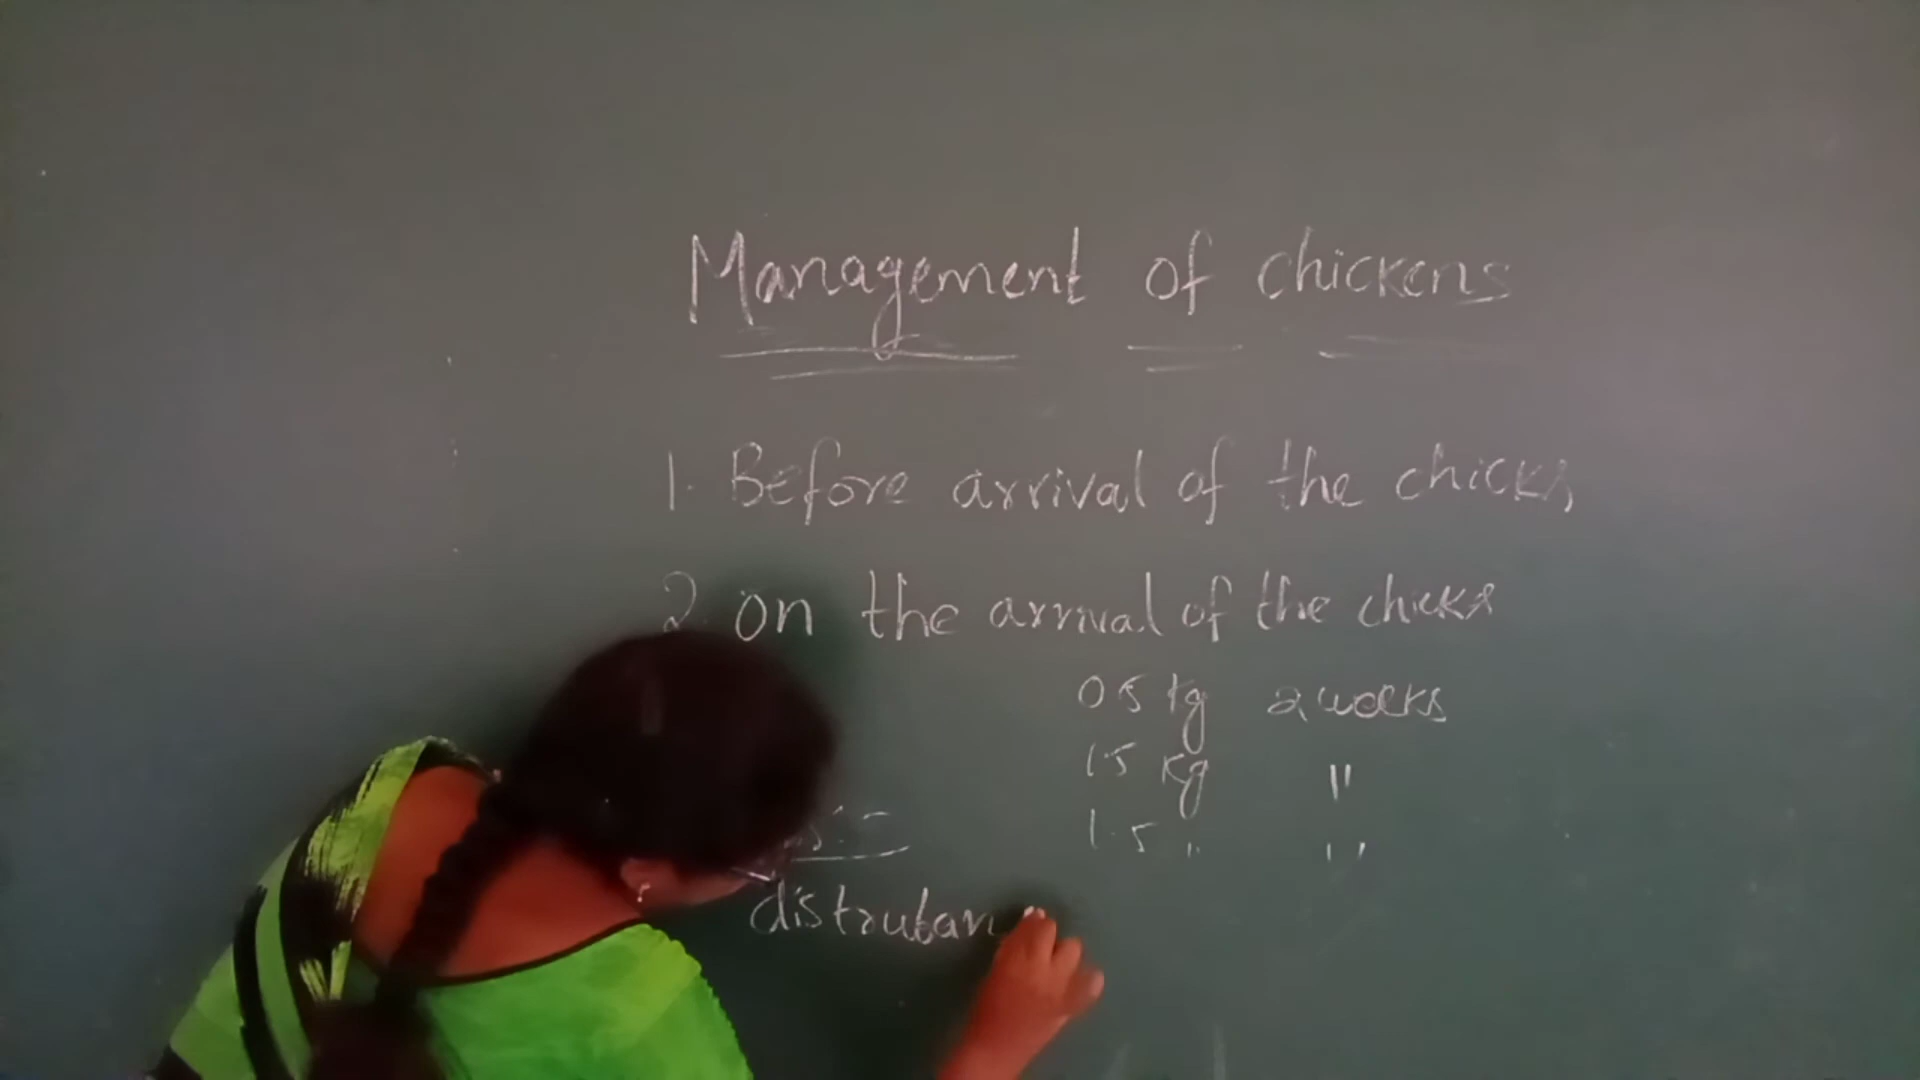 Management of chickens
1. Before arrival of the chicks,
2. on the arrival of the chicks
0.5 kg 2 weeks
1.5 kg "
1.5 " "
distruban